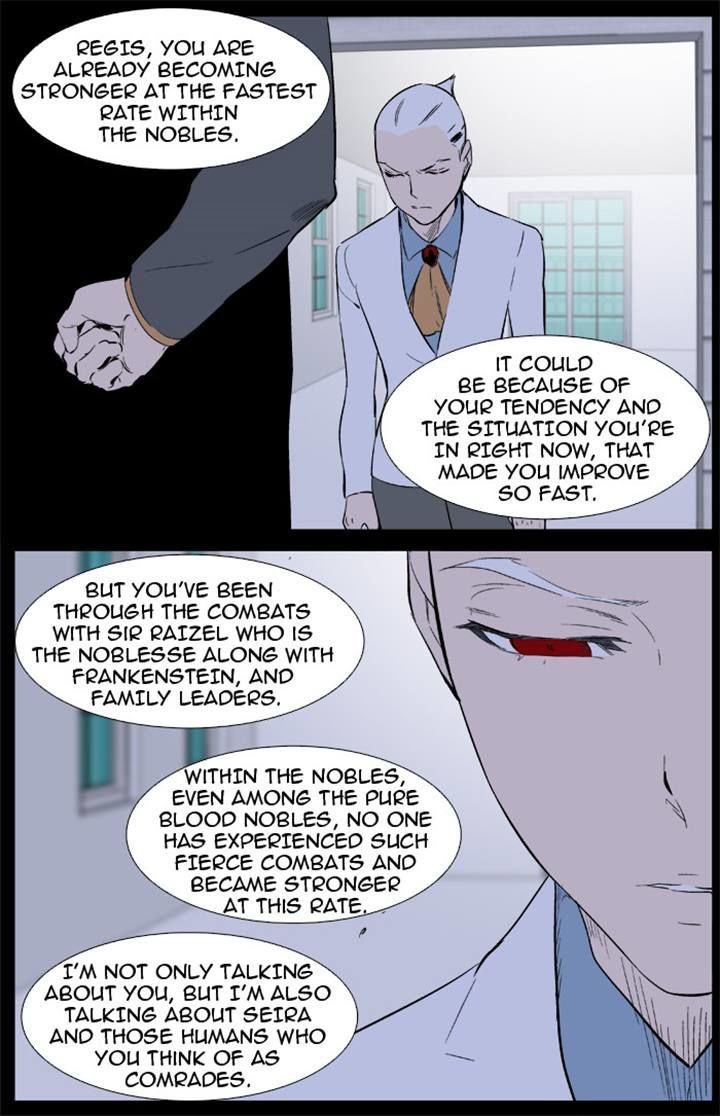 REGIS, YOU ARE
ALREADY BECOMING
STRONGER AT THE FASTEST
RATE WITHIN
THE NOBLES.
IT COULD
BE BECAUSE OF
YOUR TENDENCY AND
THE SITUATION YOU'RE
IN RIGHT NOW, THAT
MADE YOU IMPROVE
SO FAST.
BUT YOU'VE BEEN
THROUGH THE COMBATS
WITH SIR RAIZEL WHO IS
THE NOBLESSE ALONG WITH
FRANKENSTEIN, AND
FAMILY LEADERS.
WITHIN THE NOBLES,
EVEN AMONG THE PURE
BLOOD NOBLES, NO ONE
HAS EXPERIENCED SUCH
FIERCE COMBATS AND
BECAME STRONGER
AT THIS RATE.
I'M NOT ONLY TALKING
ABOUT YOU, BUT I'M ALSO
TALKING ABOUT SEIRA
AND THOSE HUMANS WHO
YOU THINK OF AS
COMRADES.